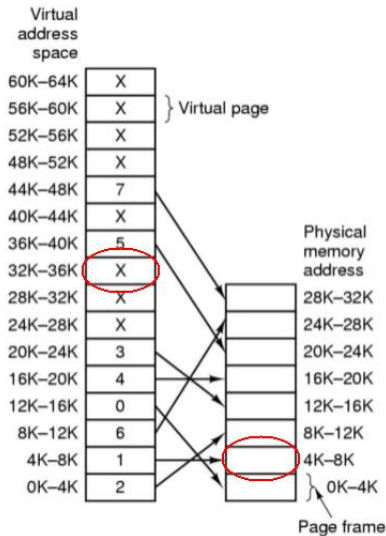 Virtual
address
space
60K–64K X
56K–60K X } Virtual page
52K–56K X
48K–52K X
44K–48K 7
40K–44K X
36K–40K 5
32K–36K X
28K–32K X
24K–28K X
20K–24K 3
16K–20K 4
12K–16K 0
8K–12K 6
4K–8K 1
0K–4K 2
Physical
memory
address
28K–32K
24K–28K
20K–24K
16K–20K
12K–16K
8K–12K
4K–8K
} 0K–4K
Page frame